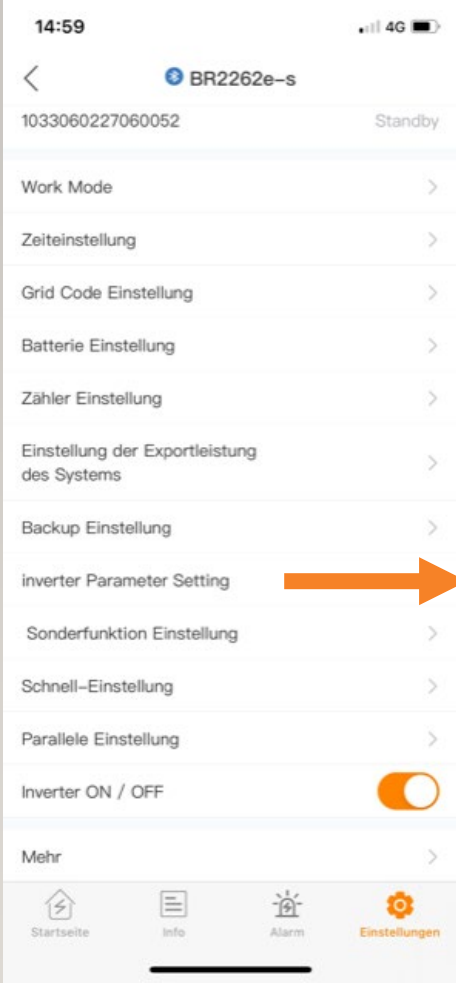 14:59
4G
BR2262e-s
1033060227060052 Standby
Work Mode
Zeiteinstellung
Grid Code Einstellung
Batterie Einstellung
Zähler Einstellung
Einstellung der Exportleistung
des Systems
Backup Einstellung
inverter Parameter Setting
Sonderfunktion Einstellung
Schnell-Einstellung
Parallele Einstellung
Inverter ON / OFF
Mehr
Startseite Info Alarm Einstellungen